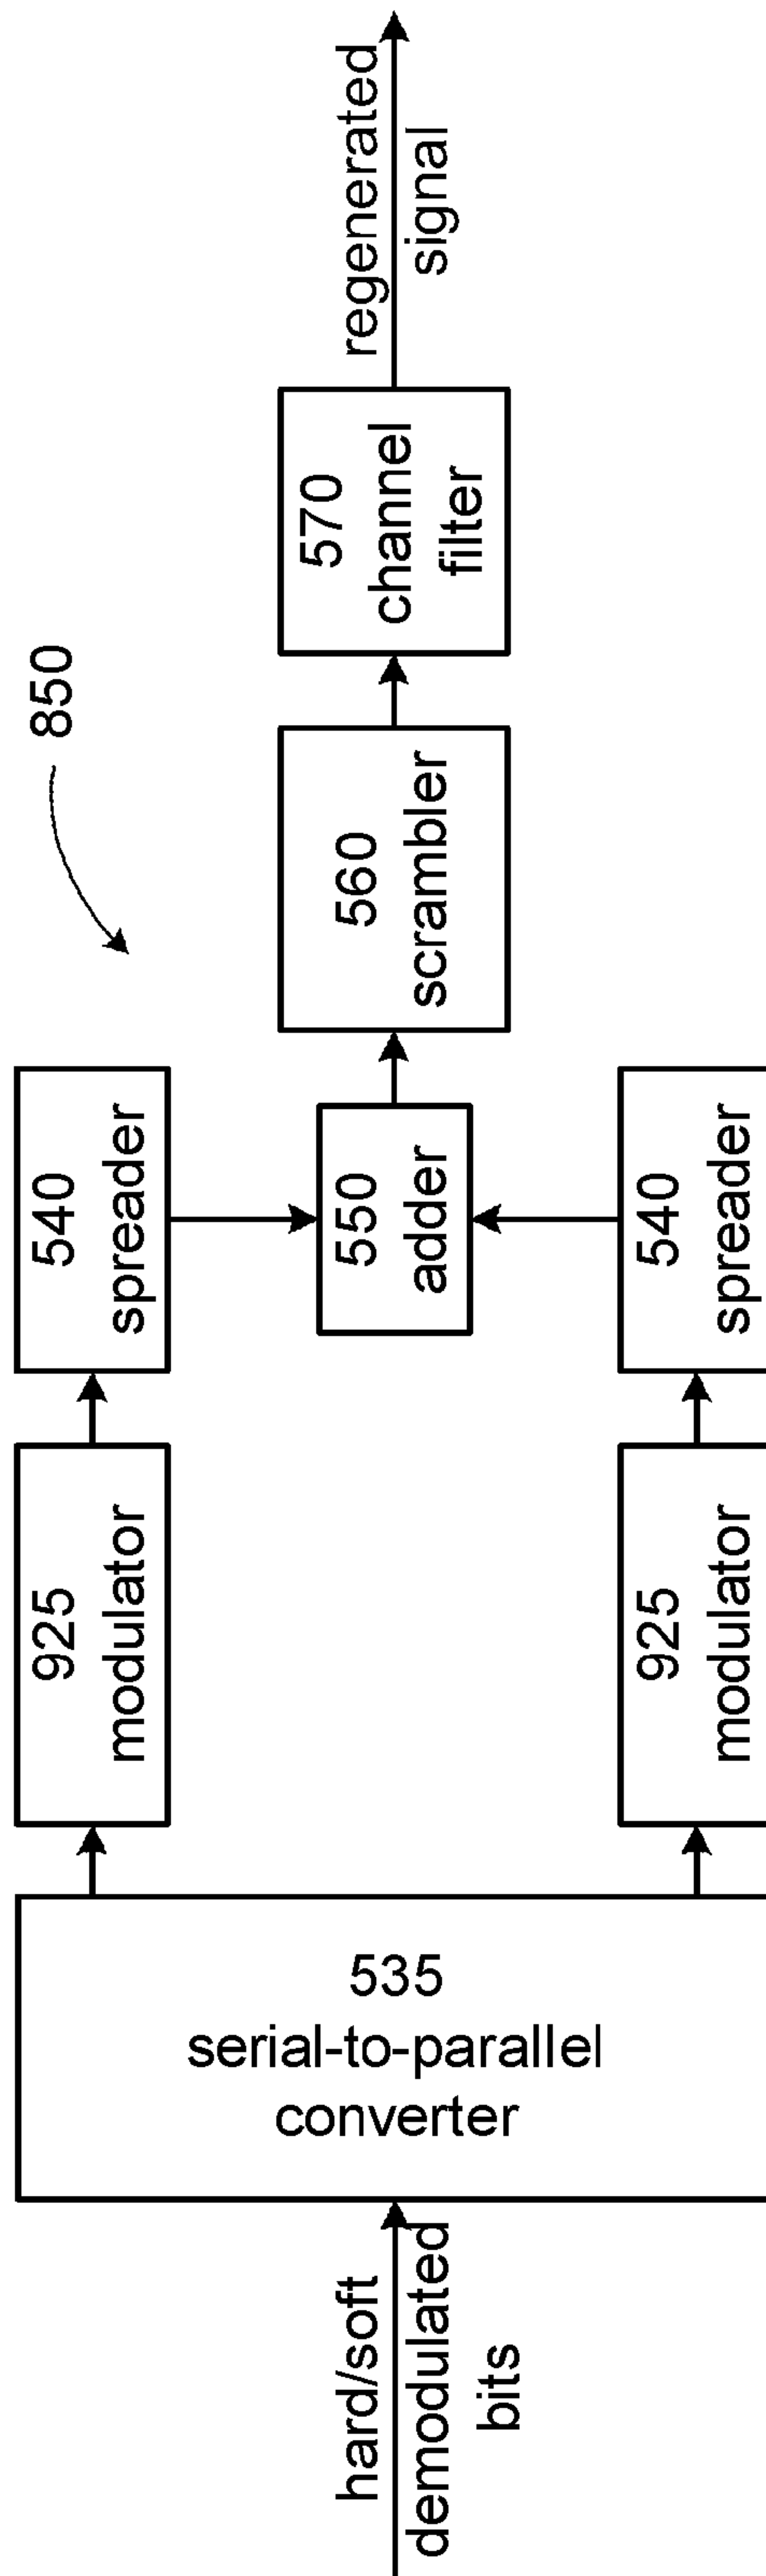 850
hard/soft
demodulated
bits
535
serial-to-parallel
converter
925
modulator
540
spreader
925
modulator
540
spreader
550
adder
560
scrambler
570
channel
filter
regenerated
signal